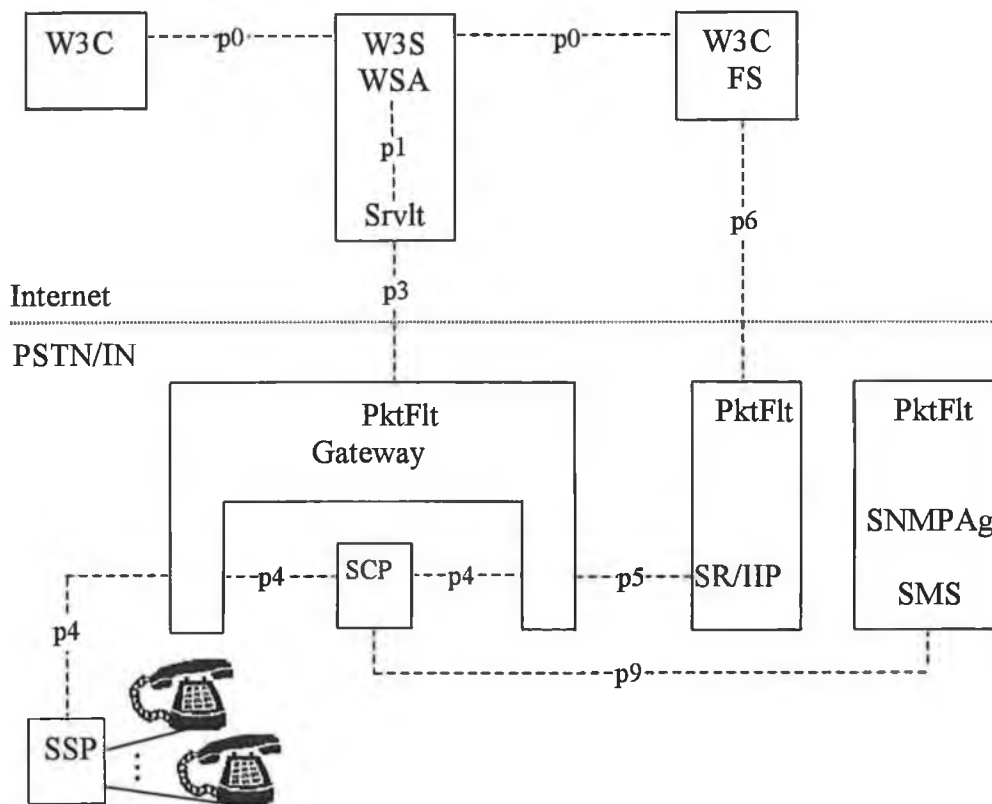 W3C
p0
W3S
WSA
p0
W3C
FS
p1
Srvlt
p6
p3
Internet
PSTN/IN
PktFlt
Gateway
PktFlt
PktFlt
SNMPAg
SCP
p4
p4
p5
SR/IIP
SMS
p4
p9
SSP